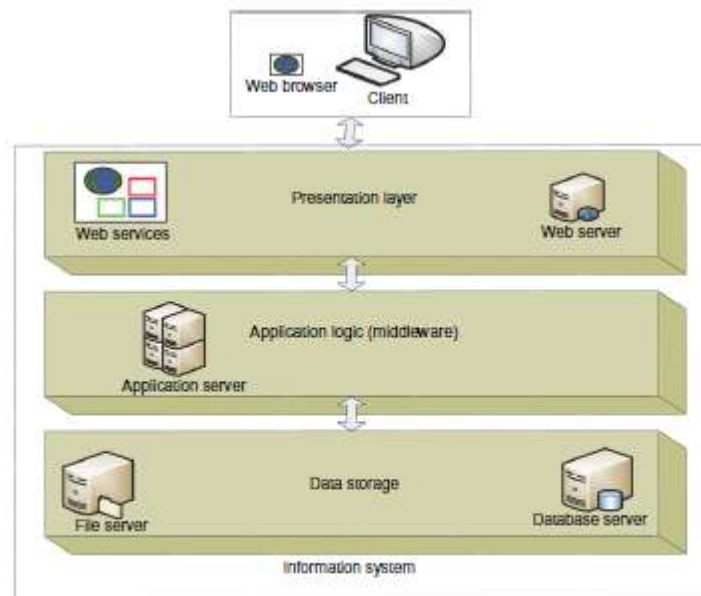 Web browser
Client
Presentation layer
Web services
Web server
Application logic (middleware)
Application server
Data storage
File server
Database server
Information system